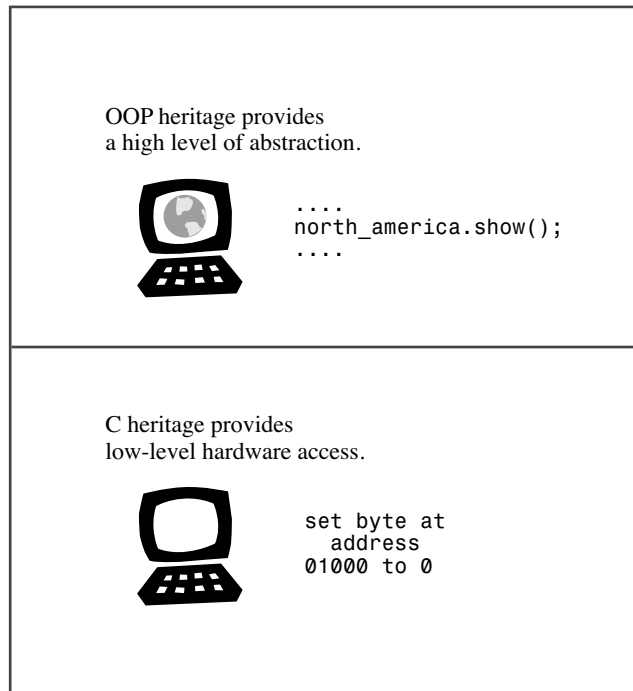 OOP heritage provides
a high level of abstraction.
....
north_america.show();
....
C heritage provides
low-level hardware access.
set byte at
address
01000 to 0